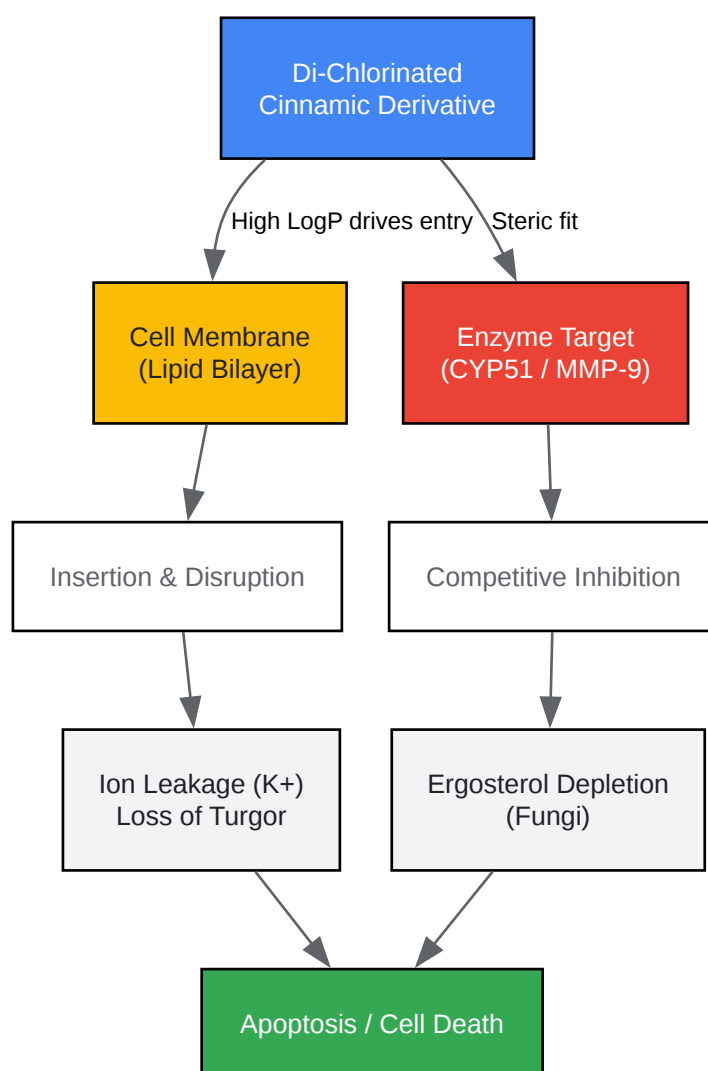 Di-Chlorinated
Cinnamic Derivative
High LogP drives entry
Steric fit
Cell Membrane
(Lipid Bilayer)
Enzyme Target
(CYP51 / MMP-9)
Insertion & Disruption
Competitive Inhibition
Ion Leakage (K+)
Loss of Turgor
Ergosterol Depletion
(Fungi)
Apoptosis / Cell Death